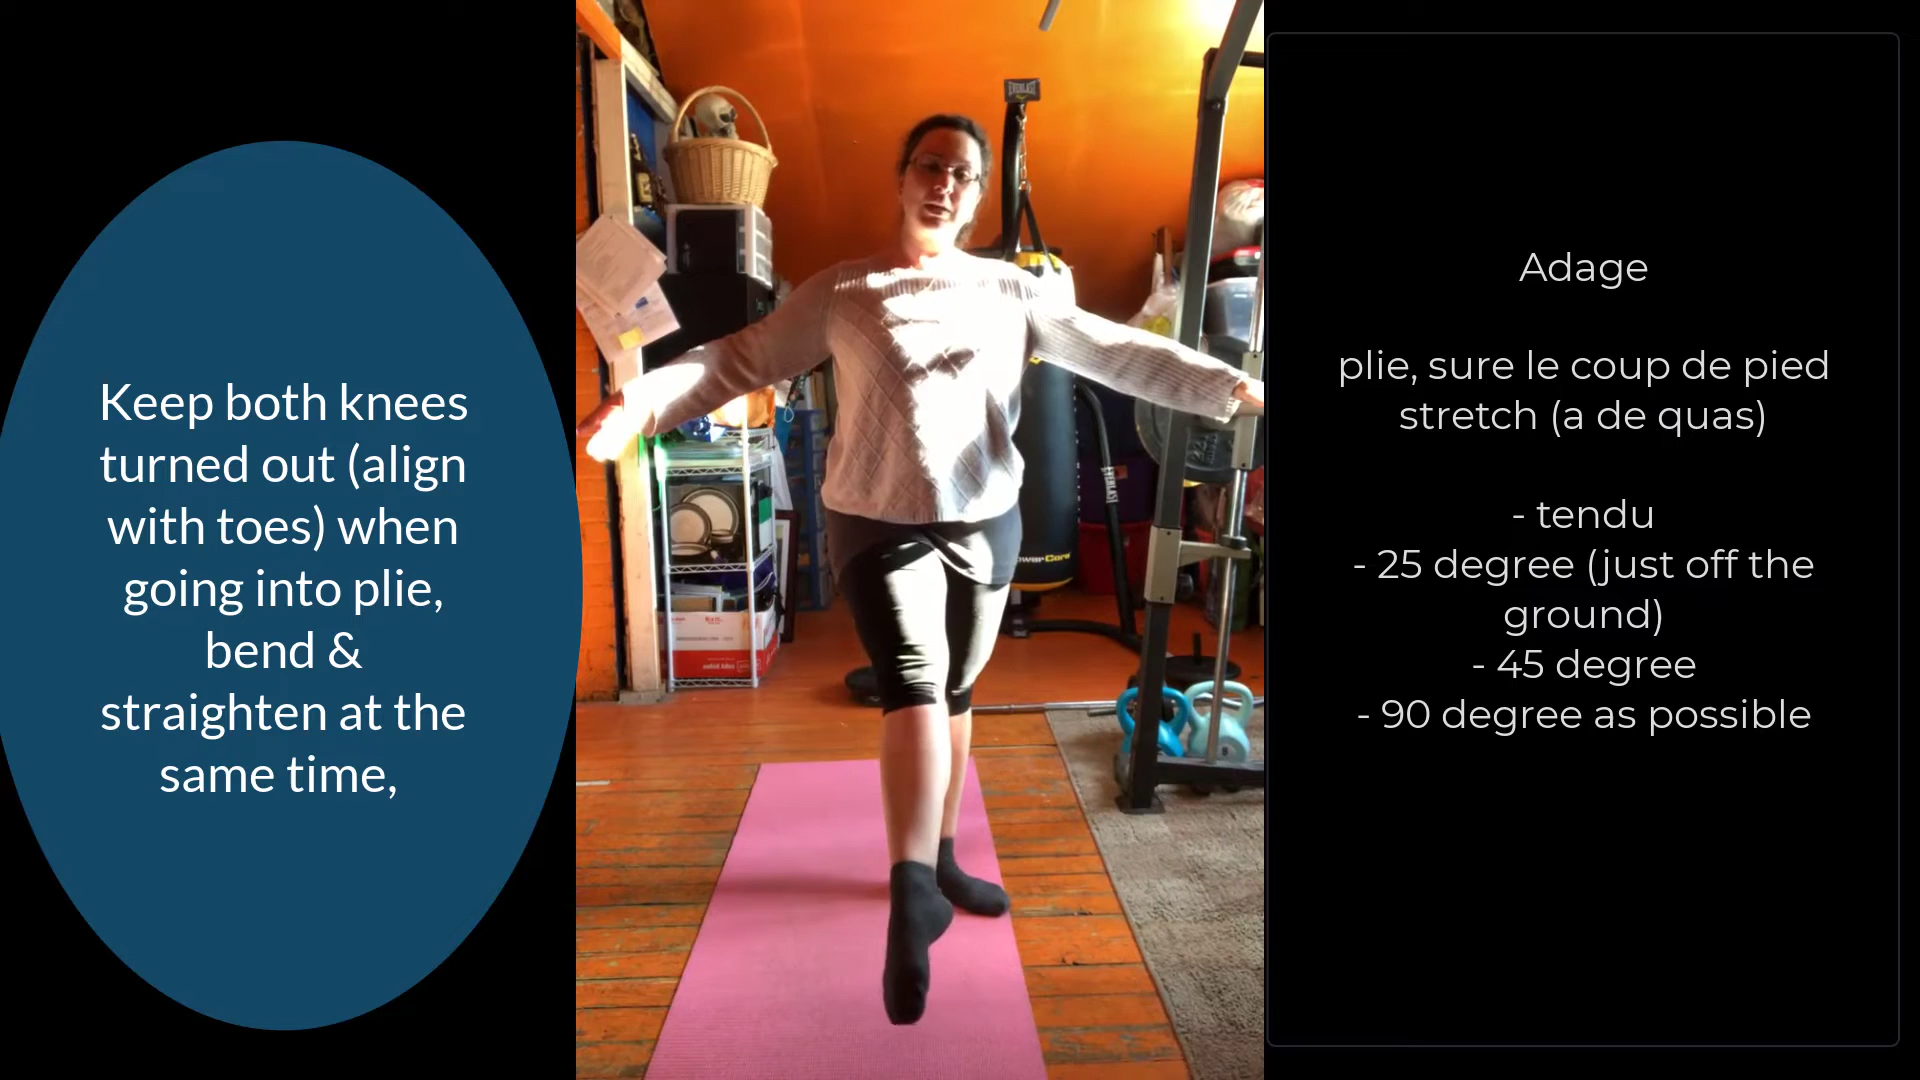 Keep both knees
turned out (align
with toes) when
going into plie,
bend &
straighten at the
same time,
EVERLAST
EVERLAST
Adage
plie, sure le coup de pied
stretch (a de quas)
- tendu
- 25 degree (just off the
ground)
- 45 degree
- 90 degree as possible